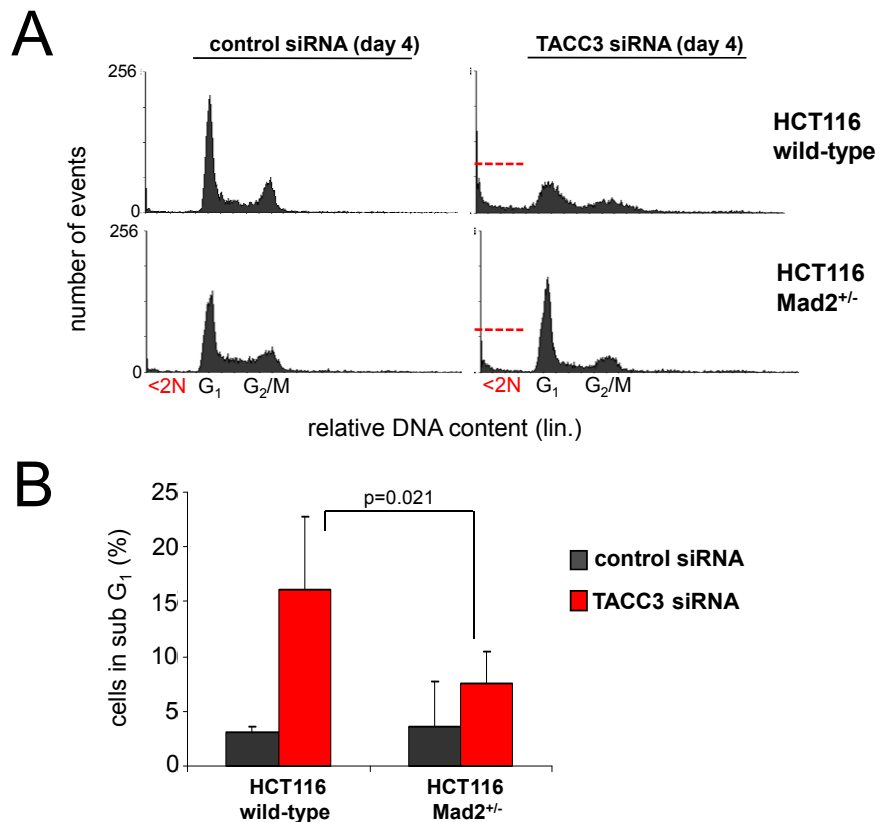 A
control siRNA (day 4)
TACC3 siRNA (day 4)
256
0
HCT116
wild-type
number of events
256
0
HCT116
Mad2+/-
<2N G1 G2/M
<2N G1 G2/M
relative DNA content (lin.)
B
cells in sub G1 (%)
25
20
15
10
5
0
p=0.021
control siRNA
TACC3 siRNA
HCT116
wild-type
HCT116
Mad2+/-